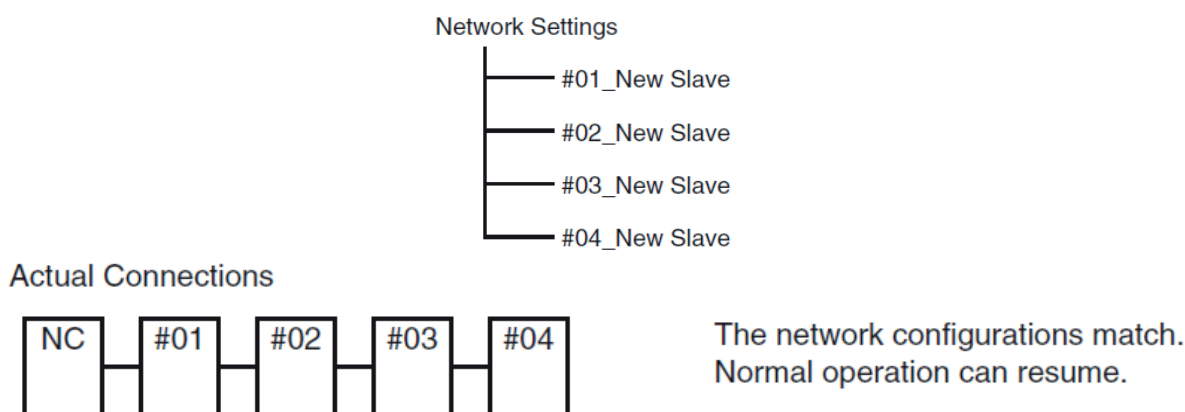 Network Settings
#01_New Slave
#02_New Slave
#03_New Slave
#04_New Slave
Actual Connections
NC #01 #02 #03 #04
The network configurations match.
Normal operation can resume.